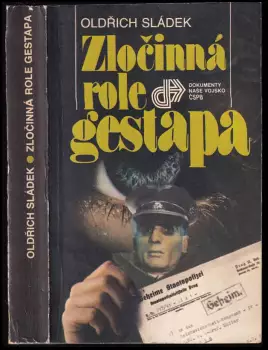 OLDŘICH SLÁDEK ● ZLOČINNÁ ROLE GESTAPA
OLDŘICH SLÁDEK
Zločinná
role
DOKUMENTY
NAŠE VOJSKO
ČSPB
gestapa
Geheime Staatspolizei
Geheim.